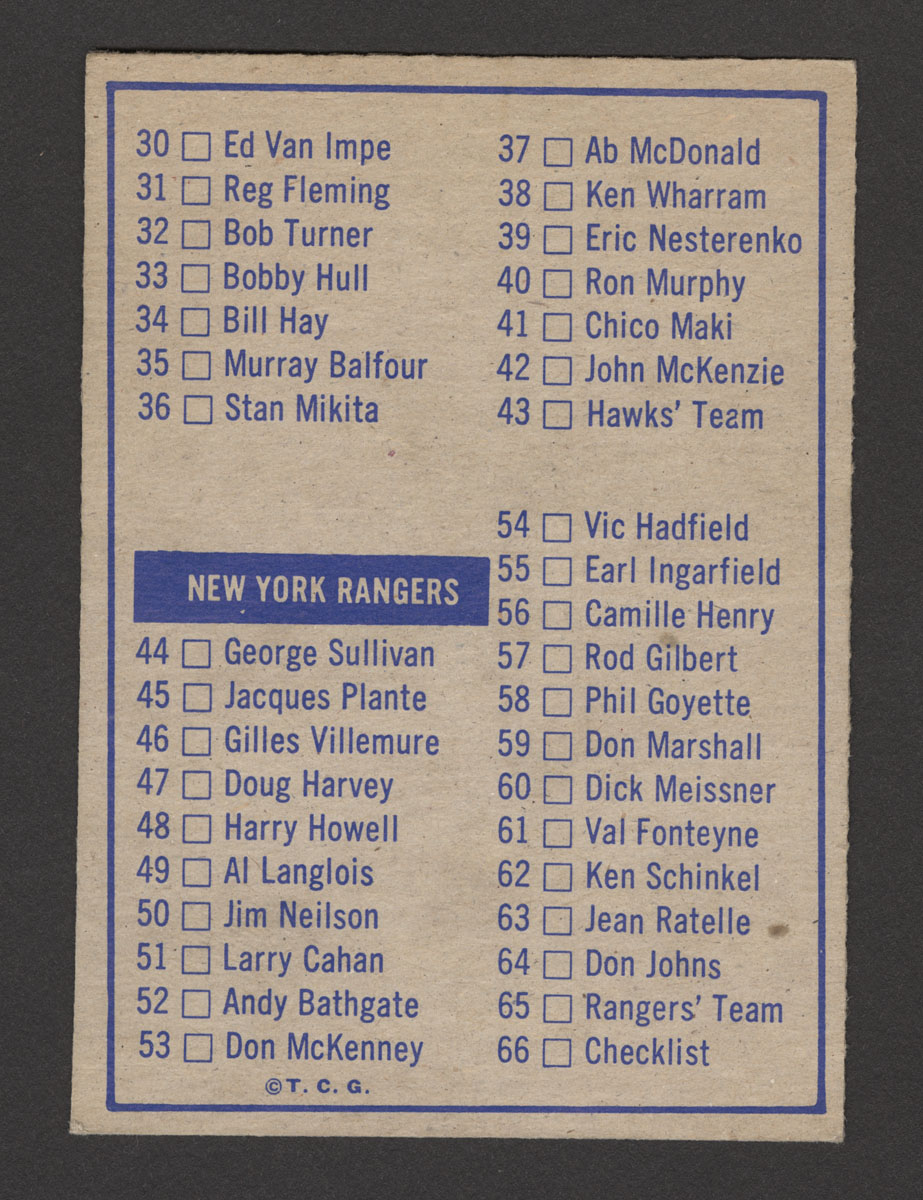 30 □ Ed Van Impe
31 □ Reg Fleming
32 □ Bob Turner
33 □ Bobby Hull
34 □ Bill Hay
35 □ Murray Balfour
36 □ Stan Mikita
37 □ Ab McDonald
38 □ Ken Wharram
39 □ Eric Nesterenko
40 □ Ron Murphy
41 □ Chico Maki
42 □ John McKenzie
43 □ Hawks' Team
NEW YORK RANGERS
44 □ George Sullivan
45 □ Jacques Plante
46 □ Gilles Villemure
47 □ Doug Harvey
48 □ Harry Howell
49 □ Al Langlois
50 □ Jim Neilson
51 □ Larry Cahan
52 □ Andy Bathgate
53 □ Don McKenney
54 □ Vic Hadfield
55 □ Earl Ingarfield
56 □ Camille Henry
57 □ Rod Gilbert
58 □ Phil Goyette
59 □ Don Marshall
60 □ Dick Meissner
61 □ Val Fonteyne
62 □ Ken Schinkel
63 □ Jean Ratelle
64 □ Don Johns
65 □ Rangers' Team
66 □ Checklist
©T. C. G.